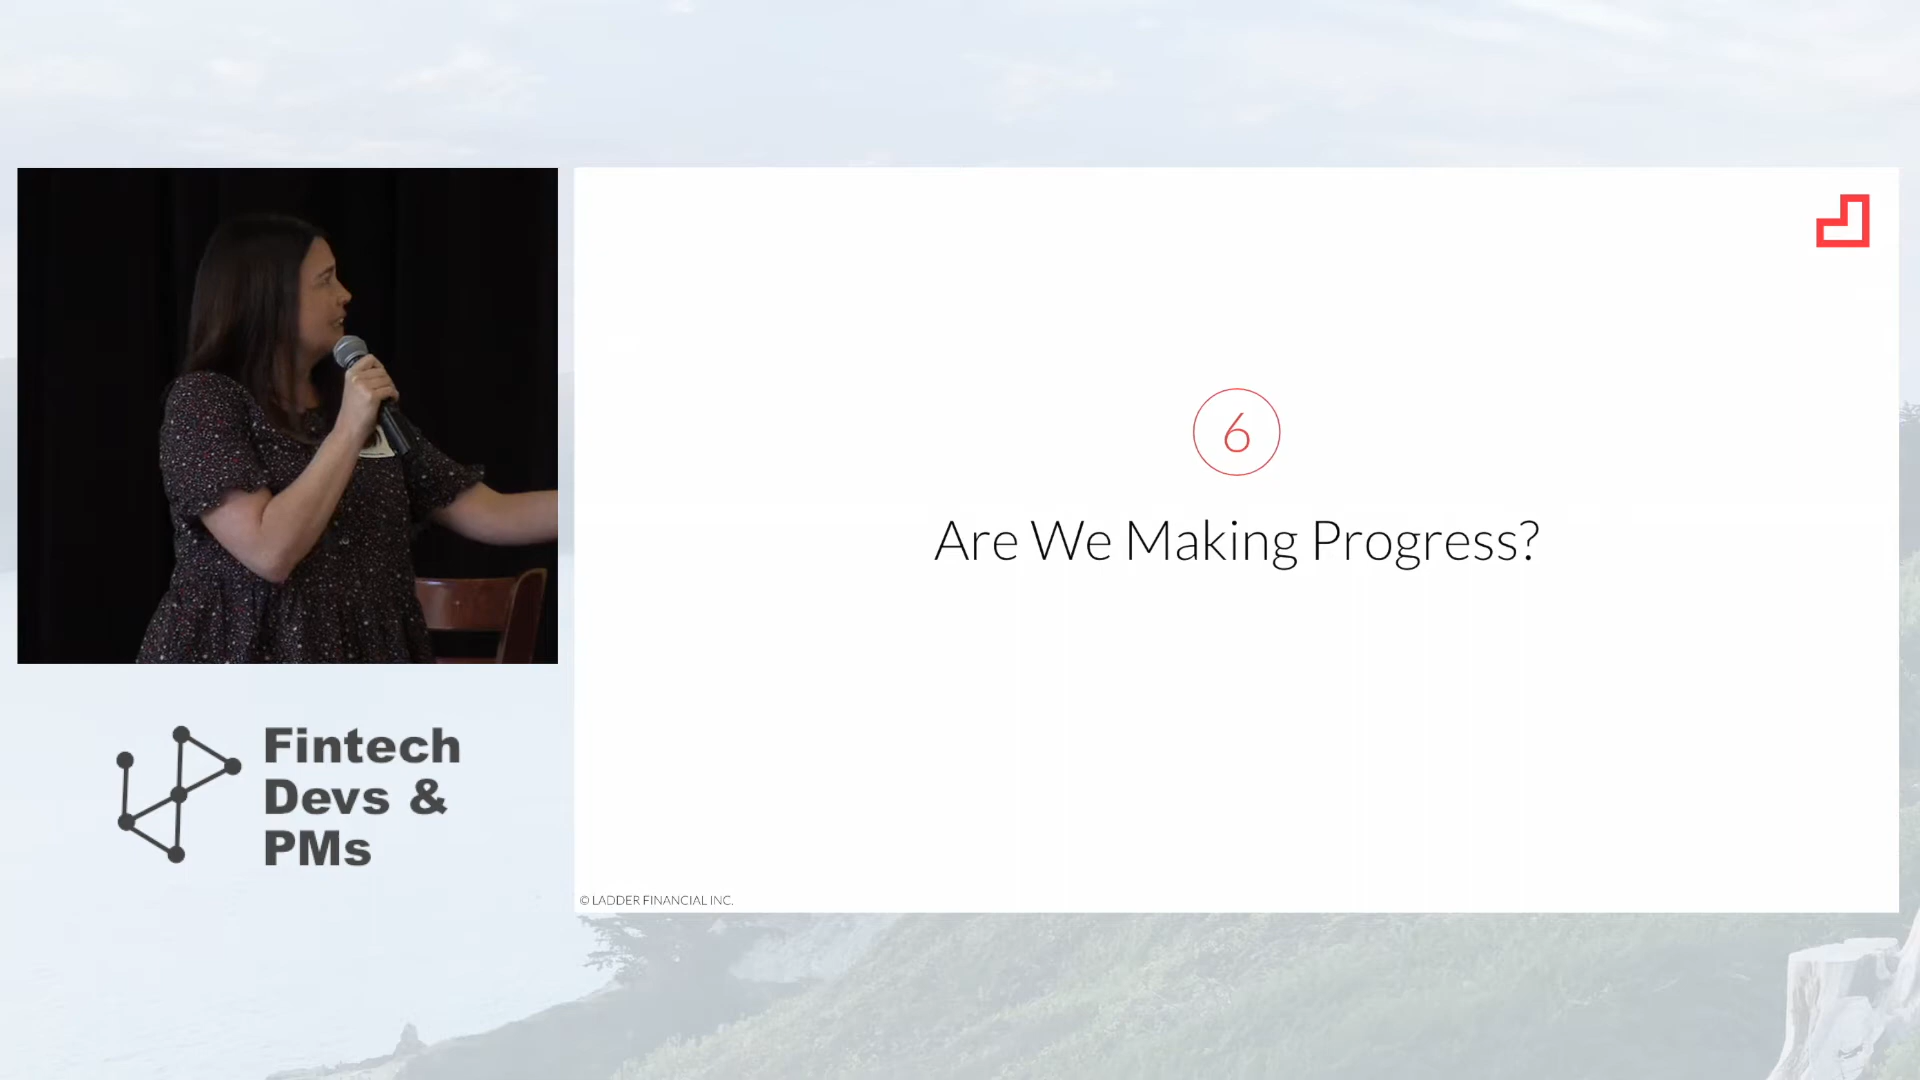 6
Are We Making Progress?
© LADDER FINANCIAL INC.
Fintech
Devs &
PMs